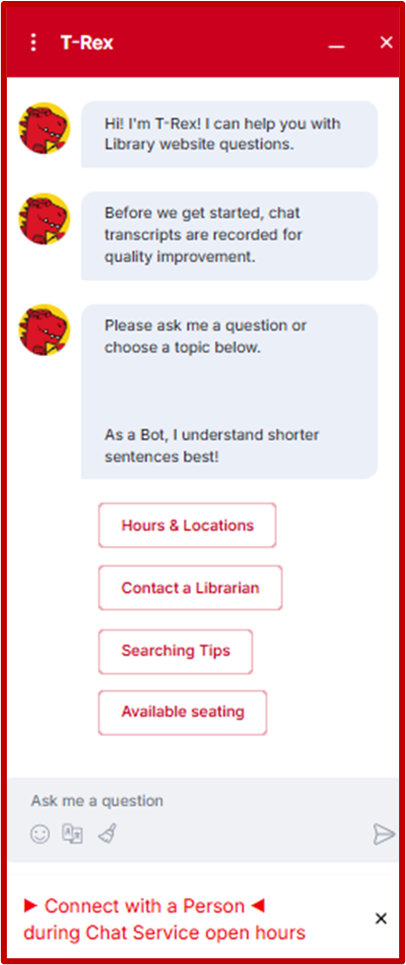 T-Rex
Hi! I'm T-Rex! I can help you with
Library website questions.
Before we get started, chat
transcripts are recorded for
quality improvement.
Please ask me a question or
choose a topic below.
As a Bot, I understand shorter
sentences best!
Hours & Locations
Contact a Librarian
Searching Tips
Available seating
Ask me a question
► Connect with a Person ◄
during Chat Service open hours